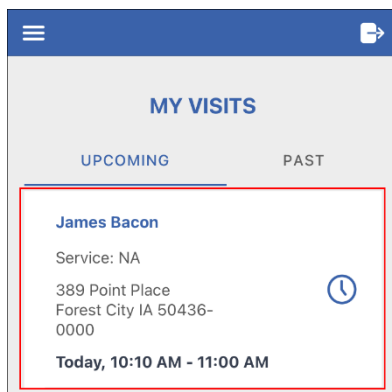 MY VISITS
UPCOMING PAST
James Bacon
Service: NA
389 Point Place
Forest City IA 50436-
0000
Today, 10:10 AM - 11:00 AM